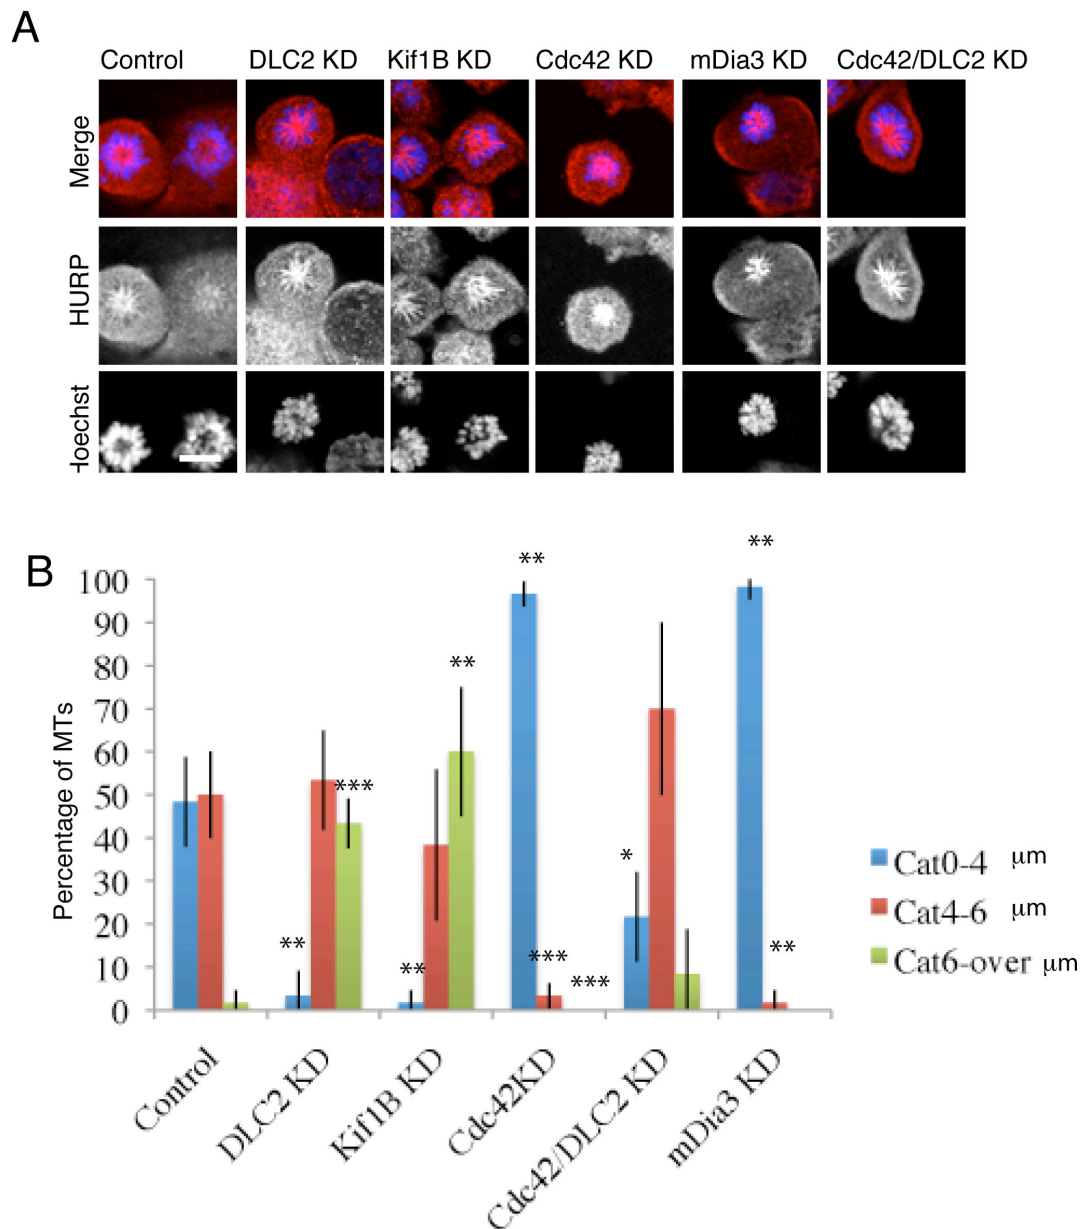 A
Control DLC2 KD Kif1B KD Cdc42 KD mDia3 KD Cdc42/DLC2 KD
Merge
HURP
Hoechst
B
Percentage of MTs
100
90
80
70
60
50
40
30
20
10
0
**
***
**
**
**
***
***
*
**
**
Cat0-4 μm
Cat4-6 μm
Cat6-over μm
Control
DLC2 KD
Kif1B KD
Cdc42KD
Cdc42/DLC2 KD
mDia3 KD